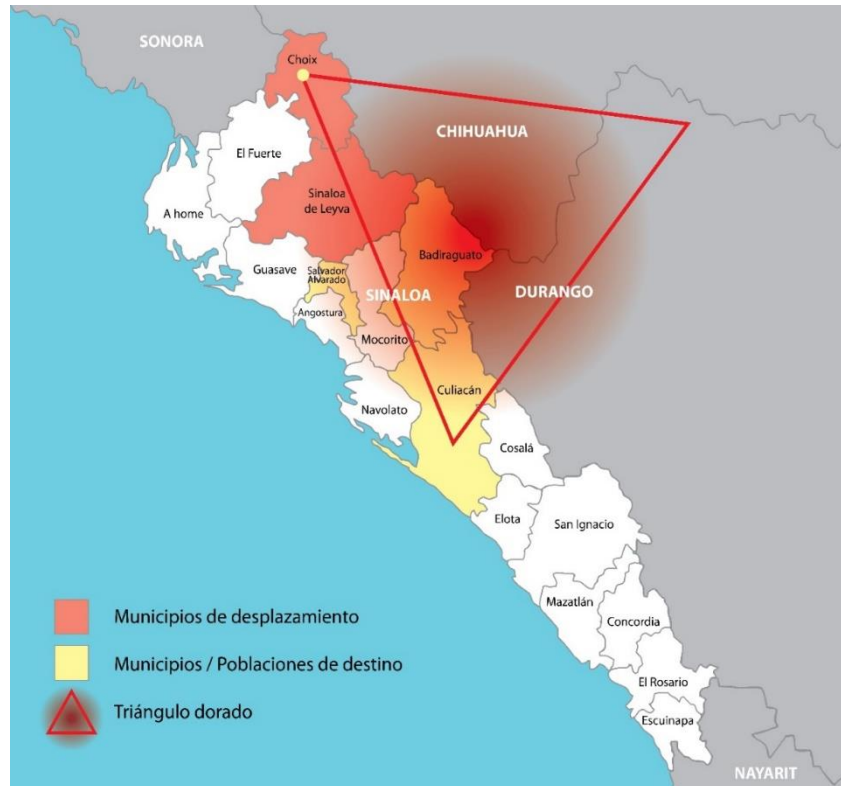 SONORA
Choix
CHIHUAHUA
El Fuerte
Sinaloa
de Leyva
A home
Badiraguato
Guasave
Salvador
Alvarado
SINALOA
DURANGO
Angostura
Mocorito
Culiacán
Navolato
Cosalá
Elota
San Ignacio
Mazatlán
Concordia
El Rosario
Escuinapa
NAYARIT
Municipios de desplazamiento
Municipios / Poblaciones de destino
Triángulo dorado